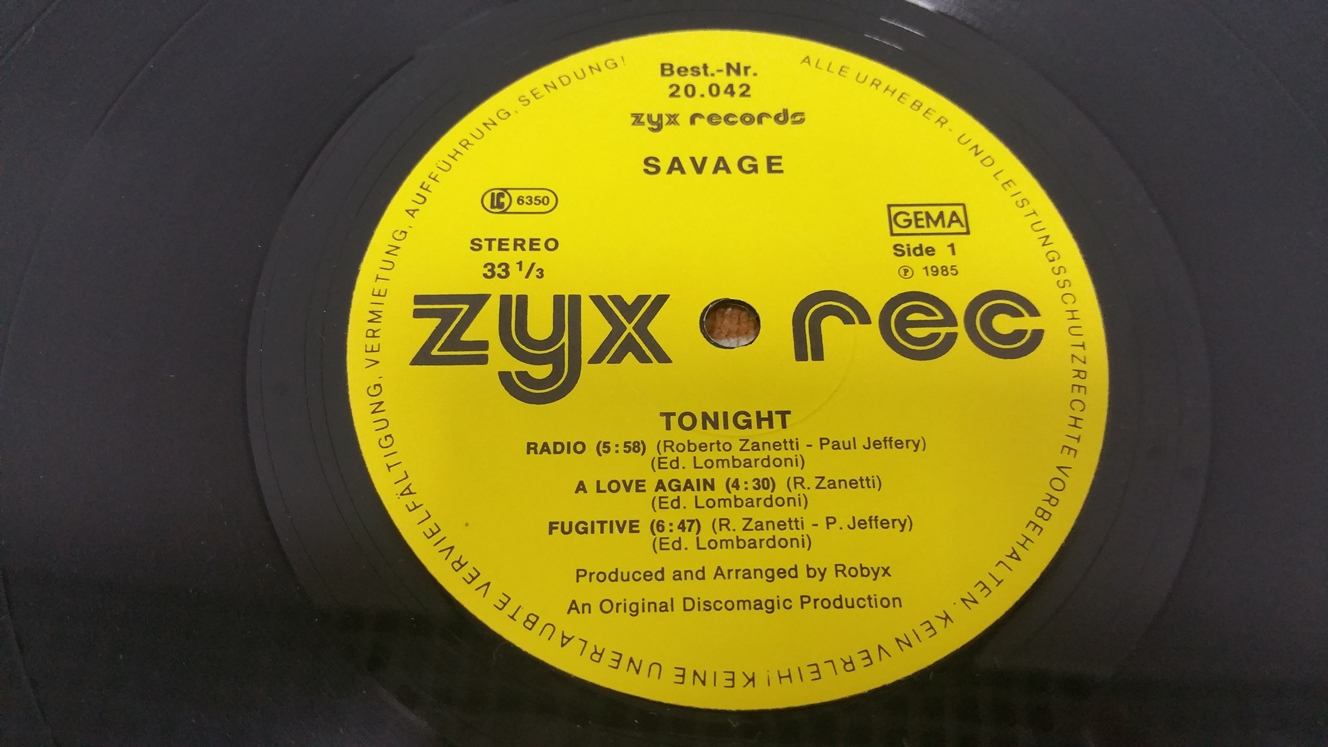 Best.-Nr.
20.042
zyx records
SAVAGE
LC 6350
STEREO
33 1/3
GEMA
Side 1
Ⓟ 1985
zyx rec
TONIGHT
RADIO (5:58) (Roberto Zanetti - Paul Jeffery)
(Ed. Lombardoni)
A LOVE AGAIN (4:30) (R. Zanetti)
(Ed. Lombardoni)
FUGITIVE (6:47) (R. Zanetti - P. Jeffery)
(Ed. Lombardoni)
Produced and Arranged by Robyx
An Original Discomagic Production
ALLE URHEBER- UND LEISTUNGSSCHUTZRECHTE VORBEHALTEN. KEIN VERLEIH! KEINE UNERLAUBTE VERVIELFÄLTIGUNG, VERMIETUNG, AUFFÜHRUNG, SENDUNG!